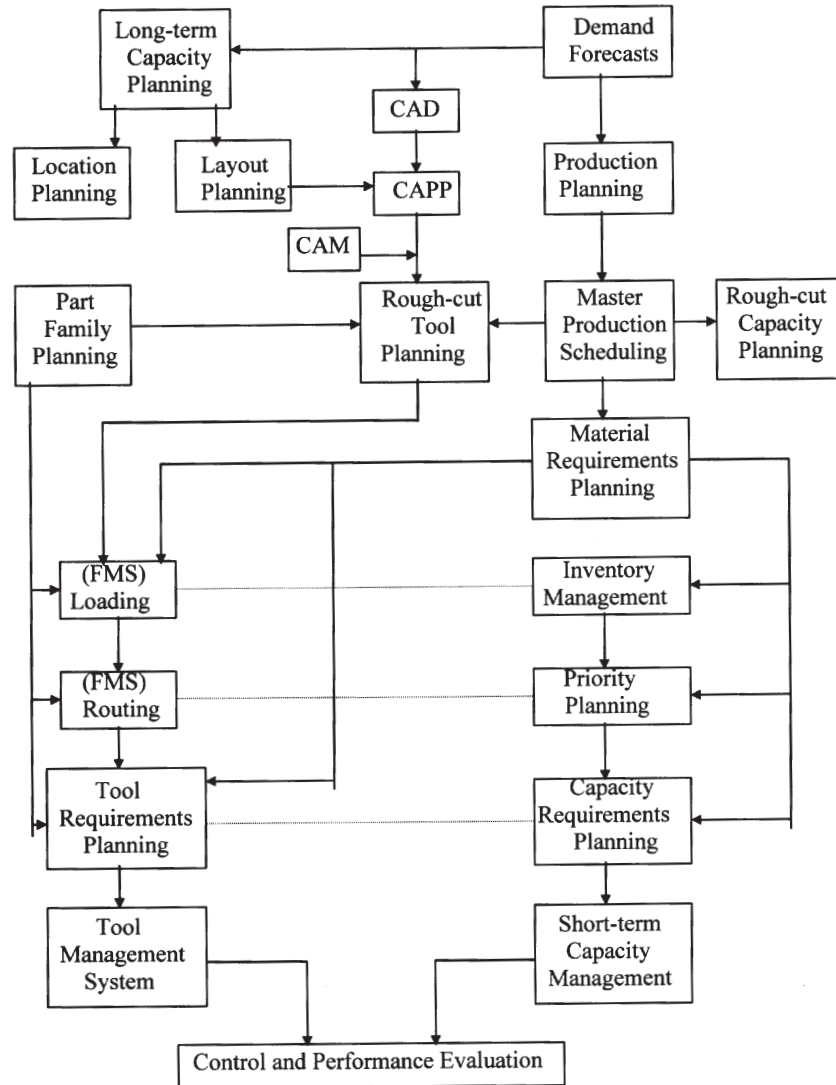 Long-term
Capacity
Planning
Demand
Forecasts
CAD
Location
Planning
Layout
Planning
CAPP
Production
Planning
CAM
Part
Family
Planning
Rough-cut
Tool
Planning
Master
Production
Scheduling
Rough-cut
Capacity
Planning
Material
Requirements
Planning
(FMS)
Loading
Inventory
Management
(FMS)
Routing
Priority
Planning
Tool
Requirements
Planning
Capacity
Requirements
Planning
Tool
Management
System
Short-term
Capacity
Management
Control and Performance Evaluation